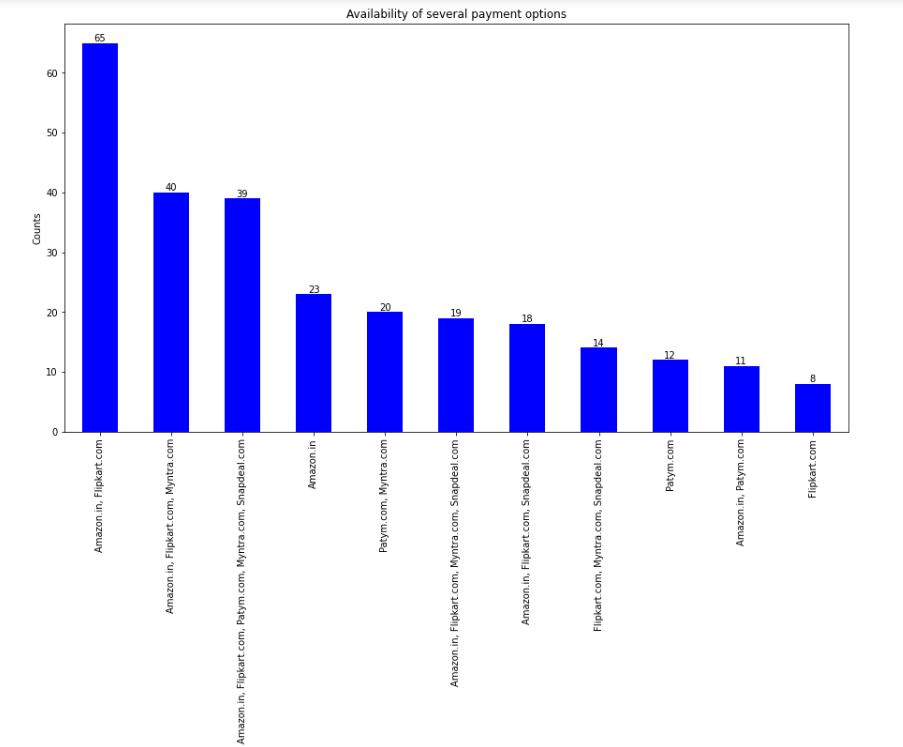 Availability of several payment options
65
40
39
23
20
19
18
14
12
11
8
60
50
40
30
20
10
0
Counts
Amazon.in, Flipkart.com
Amazon.in, Flipkart.com, Myntra.com
Amazon.in, Flipkart.com, Patym.com, Myntra.com, Snapdeal.com
Amazon.in
Patym.com, Myntra.com
Amazon.in, Flipkart.com, Myntra.com, Snapdeal.com
Amazon.in, Flipkart.com, Snapdeal.com
Flipkart.com, Myntra.com, Snapdeal.com
Patym.com
Amazon.in, Patym.com
Flipkart.com